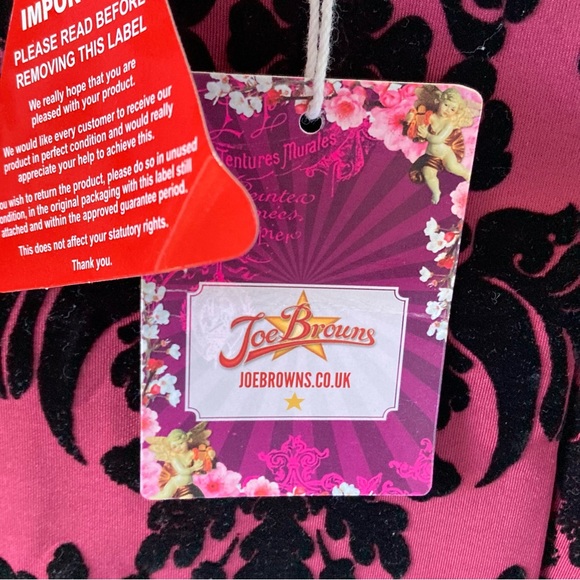 IMPOR
PLEASE READ BEFORE
REMOVING THIS LABEL
We really hope that you are
pleased with your product.
We would like every customer to receive our
product in perfect condition and would really
appreciate your help to achieve this.
you wish to return the product, please do so in unused
condition, in the original packaging with this label still
attached and within the approved guarantee period.
This does not affect your statutory rights.
Thank you.
Tentures Murales
Joe Browns
JOEBROWNS.CO.UK